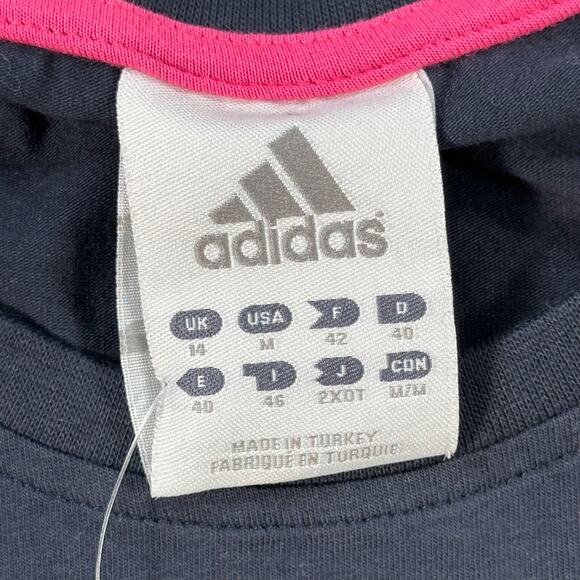 adidas
UK USA F D
14 M 42 40
E I J CDN
40 46 2XOT M/M
MADE IN TURKEY
FABRIQUE EN TURQUIE